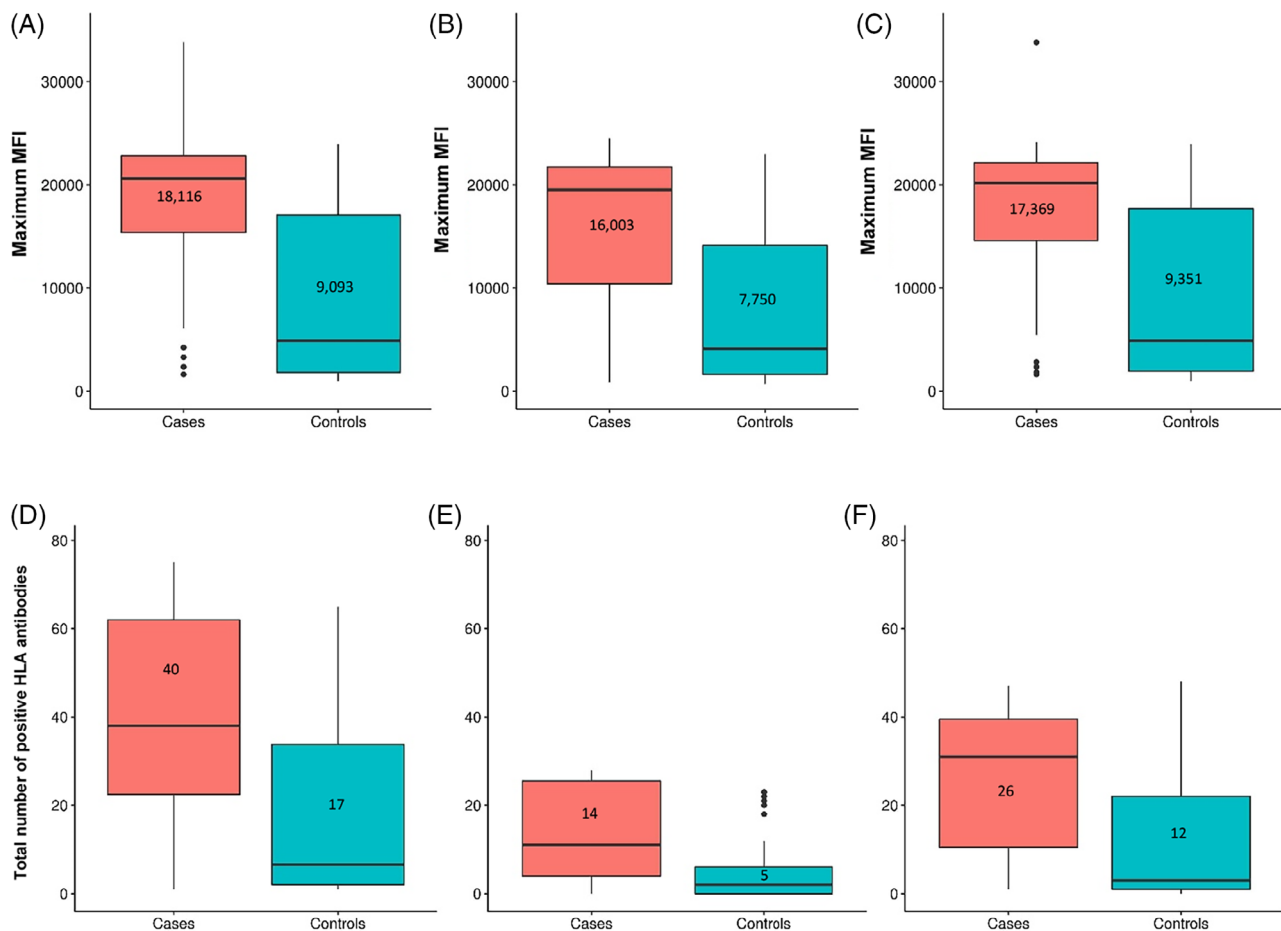 (A)
Maximum MFI
30000
20000
10000
0
18,116
9,093
Cases
Controls
(B)
Maximum MFI
30000
20000
10000
0
16,003
7,750
Cases
Controls
(C)
Maximum MFI
30000
20000
10000
0
17,369
9,351
Cases
Controls
(D)
Total number of positive HLA antibodies
80
60
40
20
0
40
17
Cases
Controls
(E)
80
60
40
20
0
14
5
Cases
Controls
(F)
80
60
40
20
0
26
12
Cases
Controls